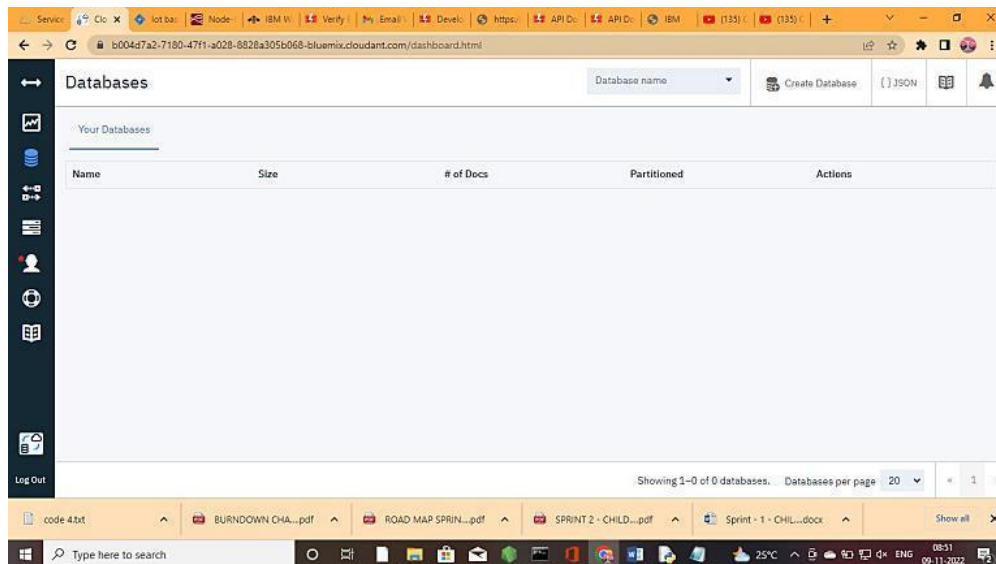 Service
Clo
Iot bas
Node-
IBM W
Verify
Email
Develo
https:/
API Do
API Do
IBM
(135)
(135)
b004d7a2-7180-47f1-a028-8828a305b068-bluemix.cloudant.com/dashboard.html
Databases
Database name
Create Database
{ } JSON
Your Databases
Name Size # of Docs Partitioned Actions
Log Out
Showing 1–0 of 0 databases. Databases per page 20
« 1
code 4.txt
BURNDOWN CHA....pdf
ROAD MAP SPRIN....pdf
SPRINT 2 - CHILD....pdf
Sprint - 1 - CHIL....docx
Show all
Type here to search
25°C
ENG
08:51
09-11-2022